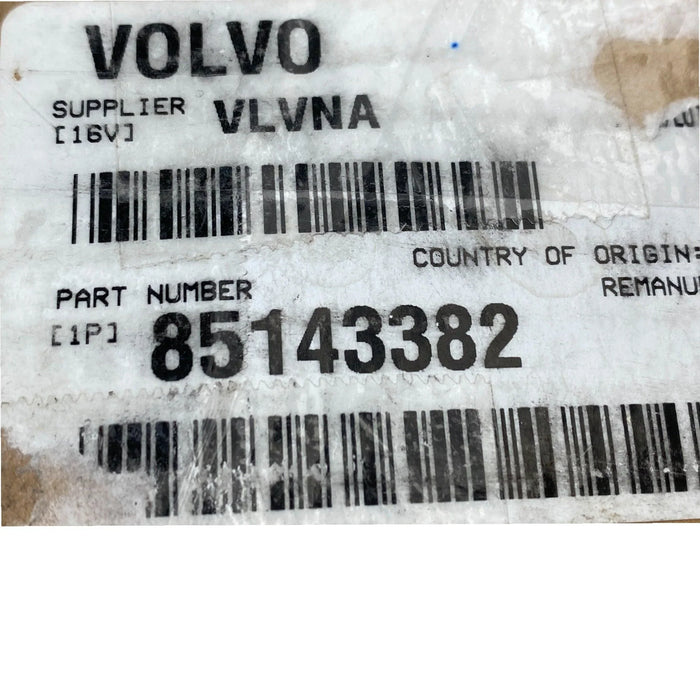 VOLVO
SUPPLIER VLVNA
[16V]
COUNTRY OF ORIGIN:
PART NUMBER REMANU
[1P] 85143382